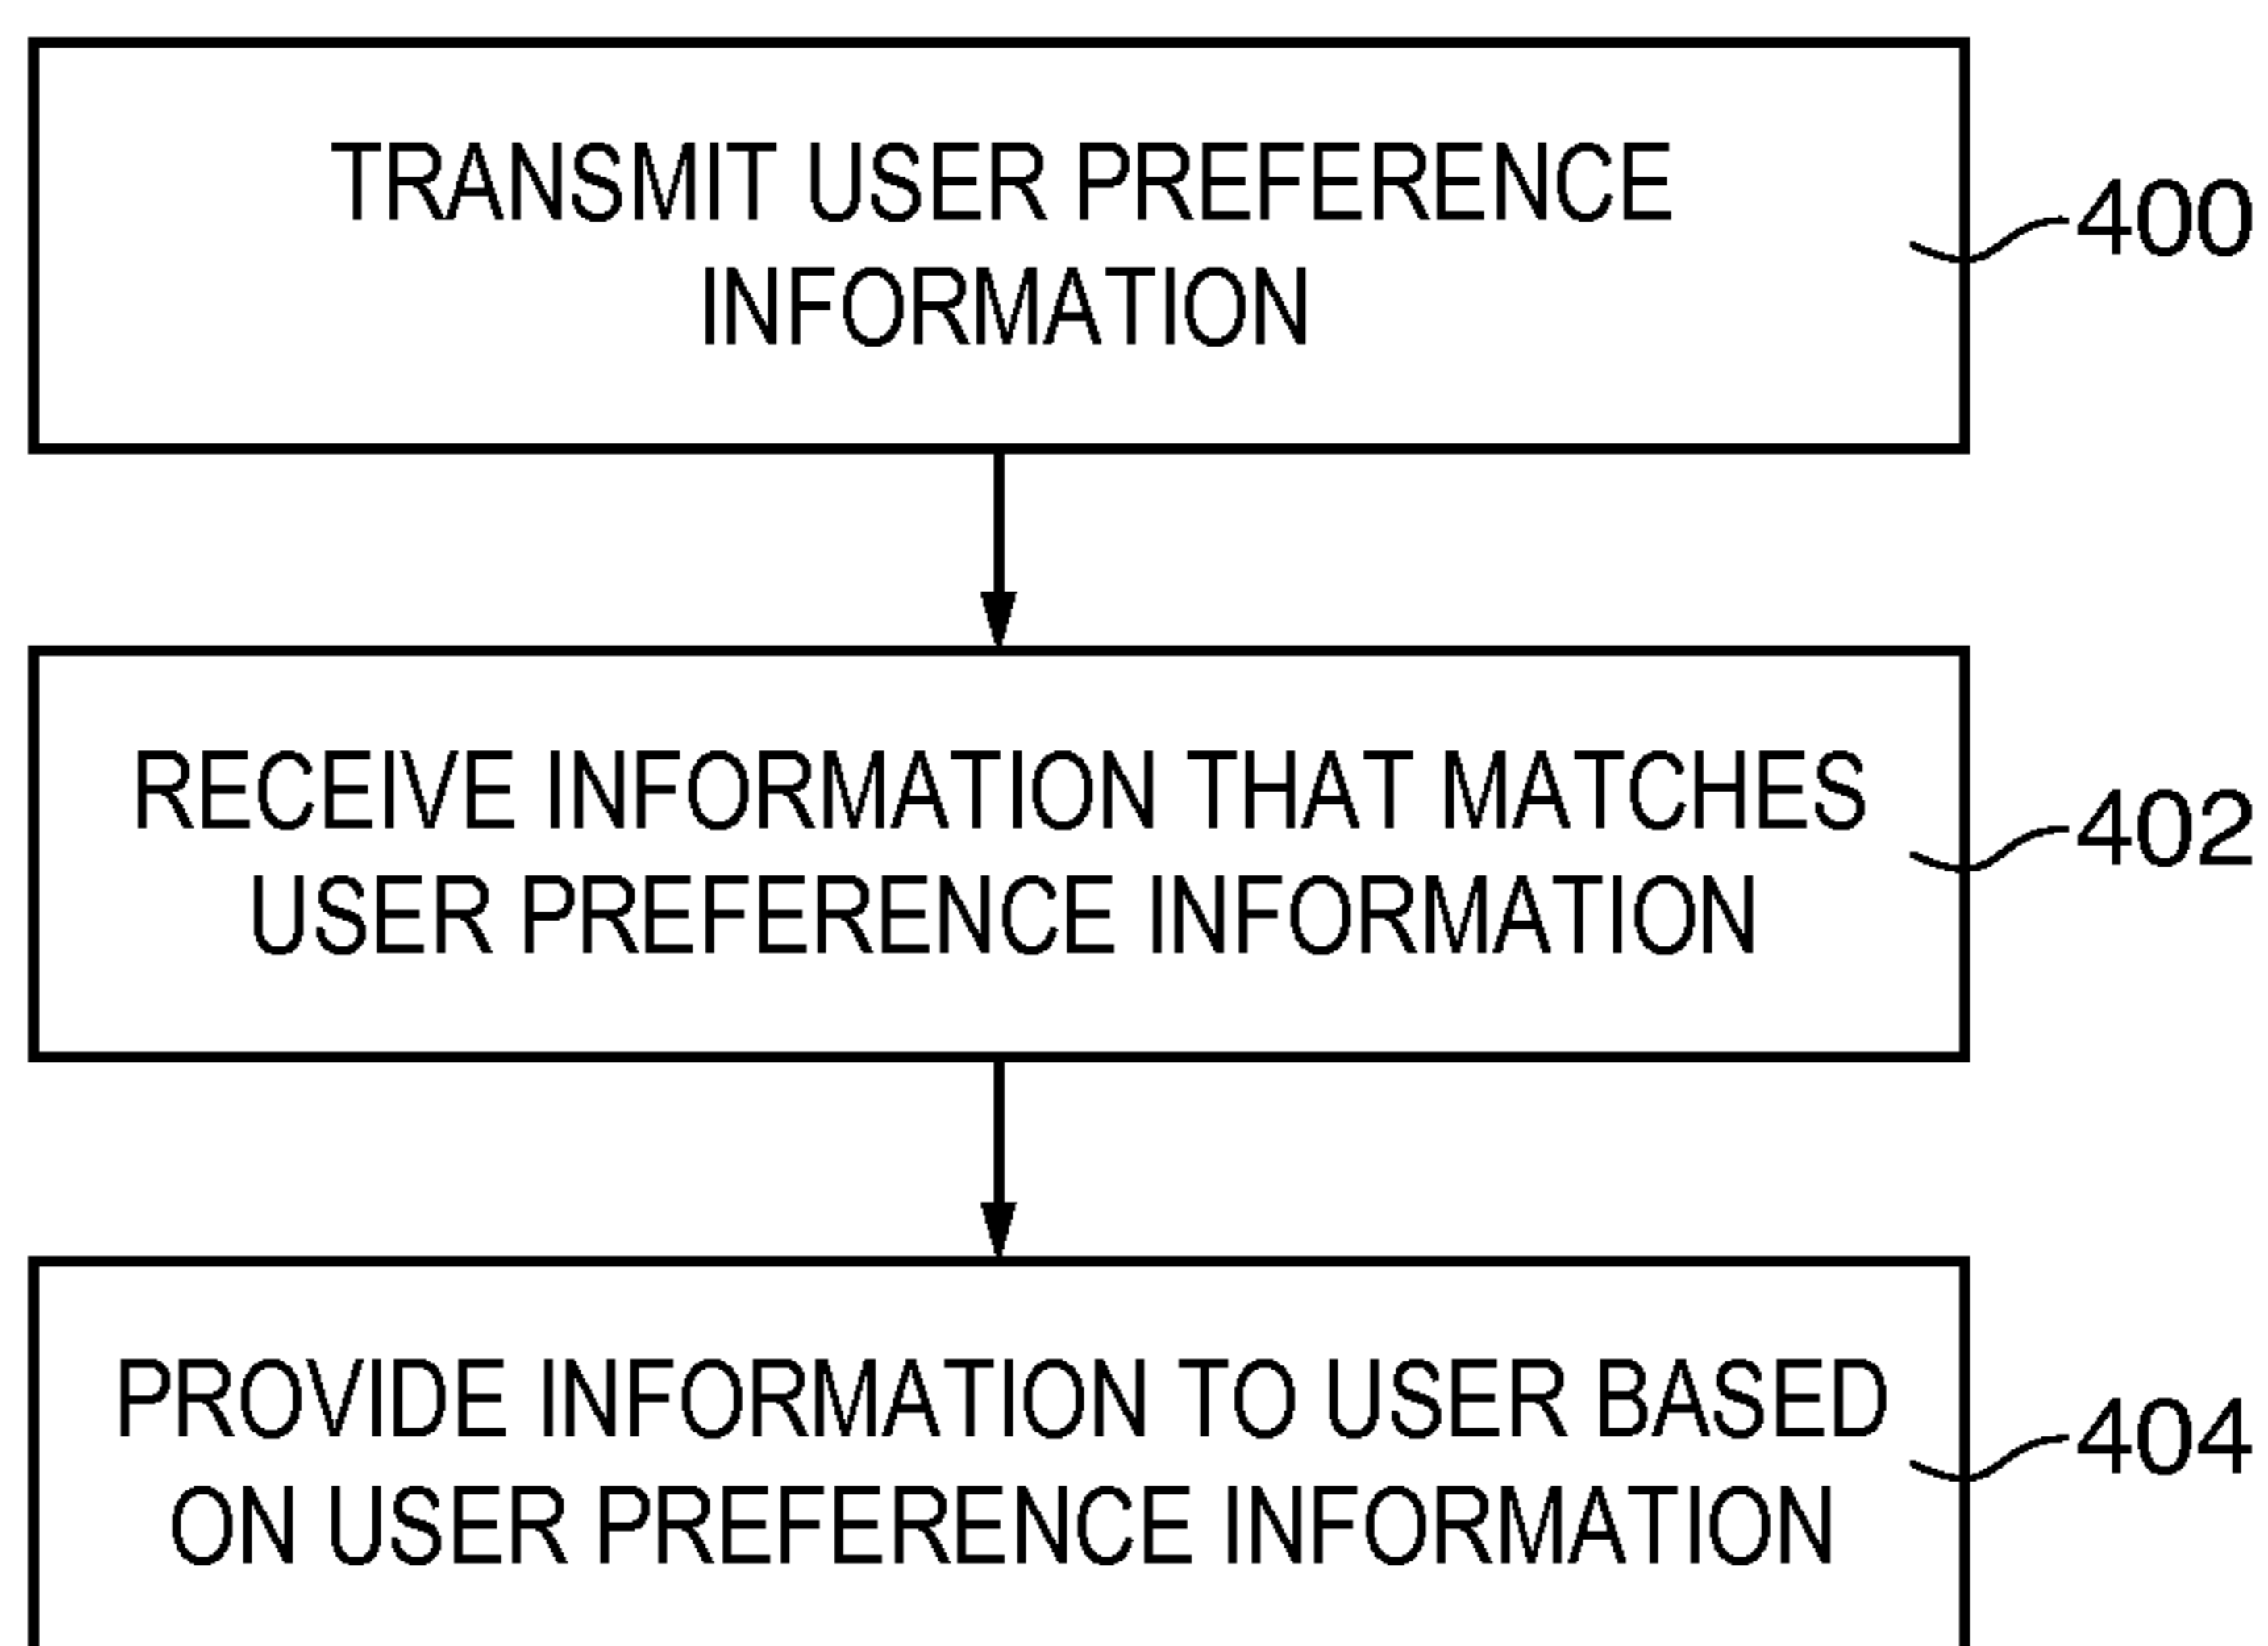 TRANSMIT USER PREFERENCE
INFORMATION
400
RECEIVE INFORMATION THAT MATCHES
USER PREFERENCE INFORMATION
402
PROVIDE INFORMATION TO USER BASED
ON USER PREFERENCE INFORMATION
404